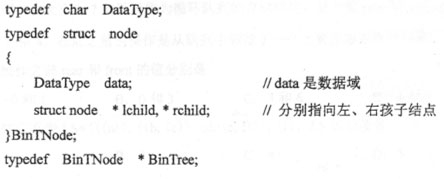 typedef char DataType;
typedef struct node
{
DataType data; // data 是数据域
struct node * lchild, * rchild; // 分别指向左、右孩子结点
}BinTNode;
typedef BinTNode * BinTree;